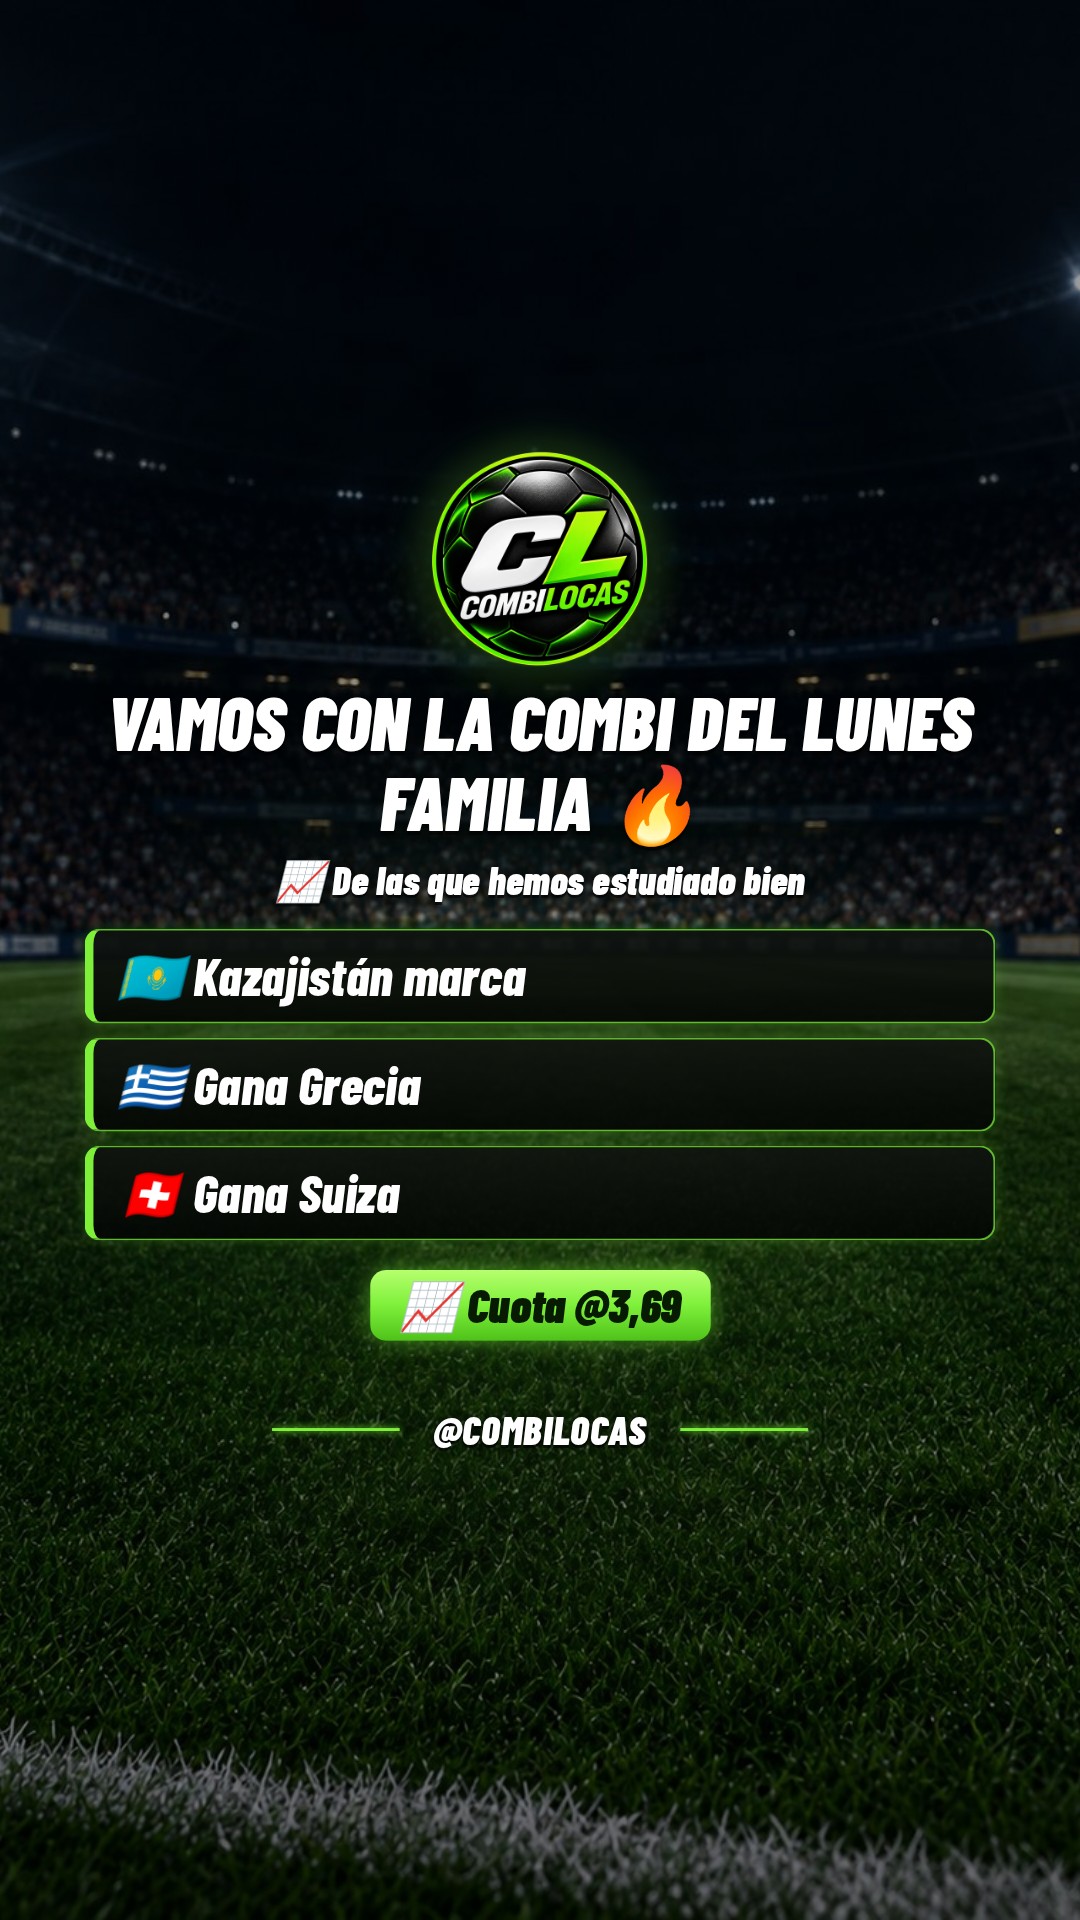 CL
COMBILOCAS
VAMOS CON LA COMBI DEL LUNES
FAMILIA 🔥
📈 De las que hemos estudiado bien
🇰🇿 Kazajistán marca
🇬🇷 Gana Grecia
🇨🇭 Gana Suiza
📈 Cuota @3,69
@COMBILOCAS